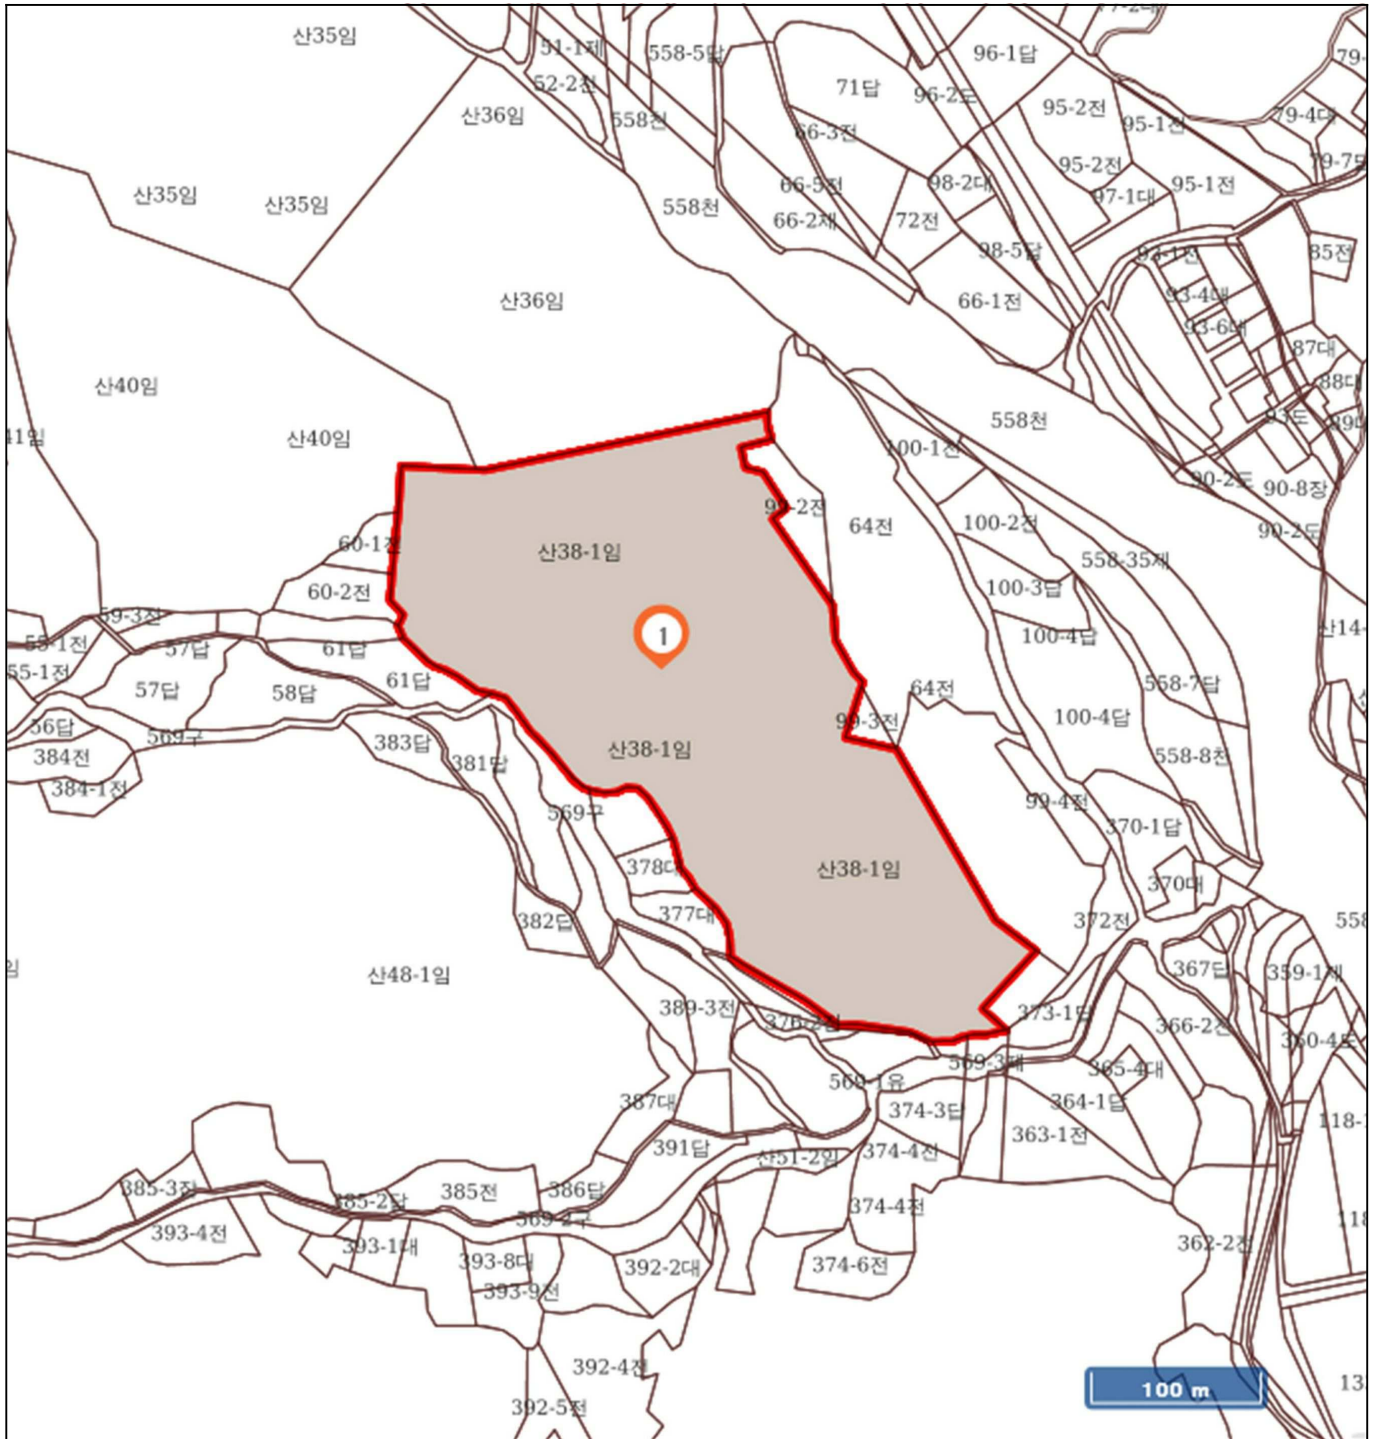 산35임
51-1제
558-5답
96-1답
52-2천
71답
96-2도
95-2전
산36임
558천
66-3전
95-1전
79-4대
95-2전
산35임
산35임
66-5전
98-2대
97-1대
95-1전
558천
66-2제
72전
98-5답
85전
산36임
66-1전
93-4대
93-6대
87대
산40임
88대
산40임
558천
93도
100-1전
90-2도
90-8장
64전
100-2전
90-2도
60-1전
산38-1임
558-35제
60-2전
100-3답
59-3전
100-4답
55-1전
57답
61답
1
55-1전
57답
58답
61답
64전
558-7답
56답
569구
99-3전
100-4답
384전
383답
381답
산38-1임
558-8천
384-1전
569구
99-4전
370-1답
378대
산38-1임
370대
377대
382답
372전
산48-1임
367답
359-1제
389-3전
373-1답
366-2전
569-3제
365-4대
569-1유
387대
374-3답
364-1답
391답
363-1전
산51-2임
374-4전
385-3잡
385-2답
385전
386답
393-4전
569-2구
374-4전
393-1대
393-8대
392-2대
374-6전
362-2전
393-9전
392-4전
100 m
392-5전